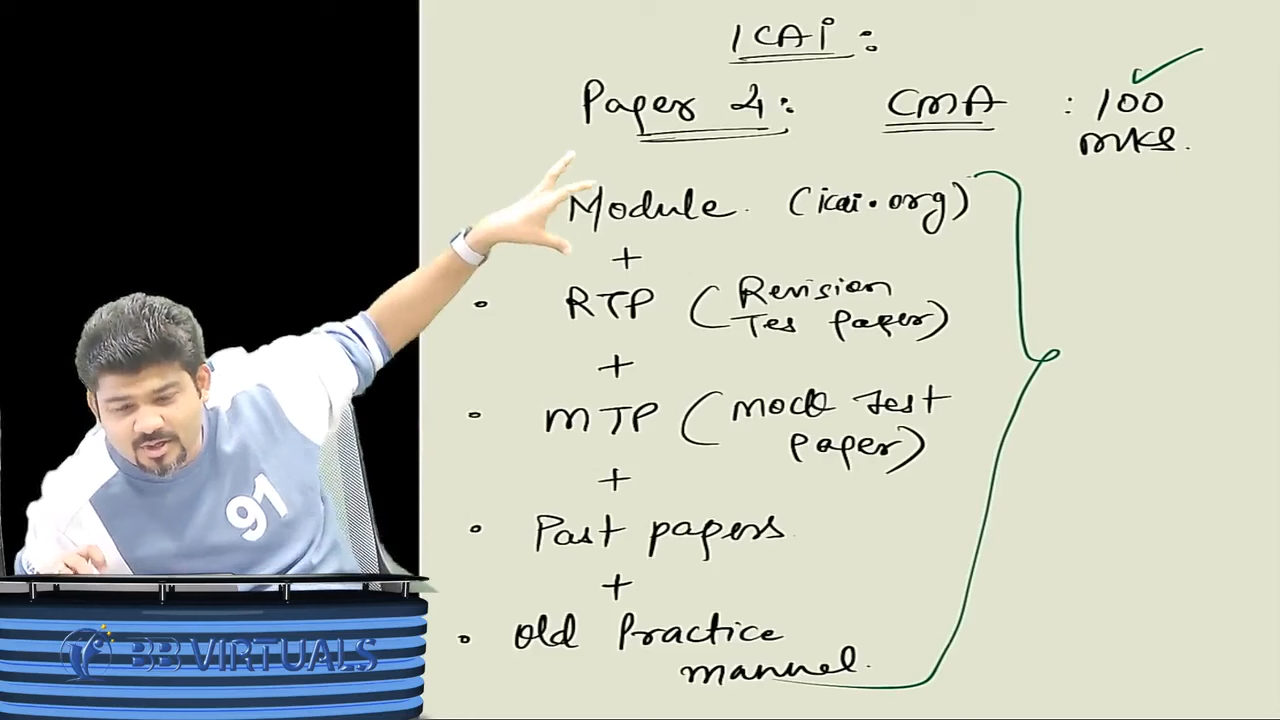 ICAI :
Paper 4: CMA : 100
mks.
Module. (icai.org)
+
• RTP (Revision
Tes paper)
+
• MTP (Mock Test
paper)
+
• Past papers
+
• Old Practice
mannel.
91
BB VIRTUALS